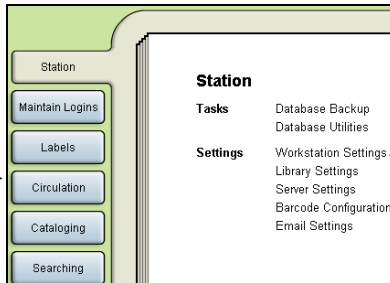 Station
Maintain Logins
Labels
Circulation
Cataloging
Searching
Station
Tasks Database Backup
Database Utilities
Settings Workstation Settings
Library Settings
Server Settings
Barcode Configuration
Email Settings